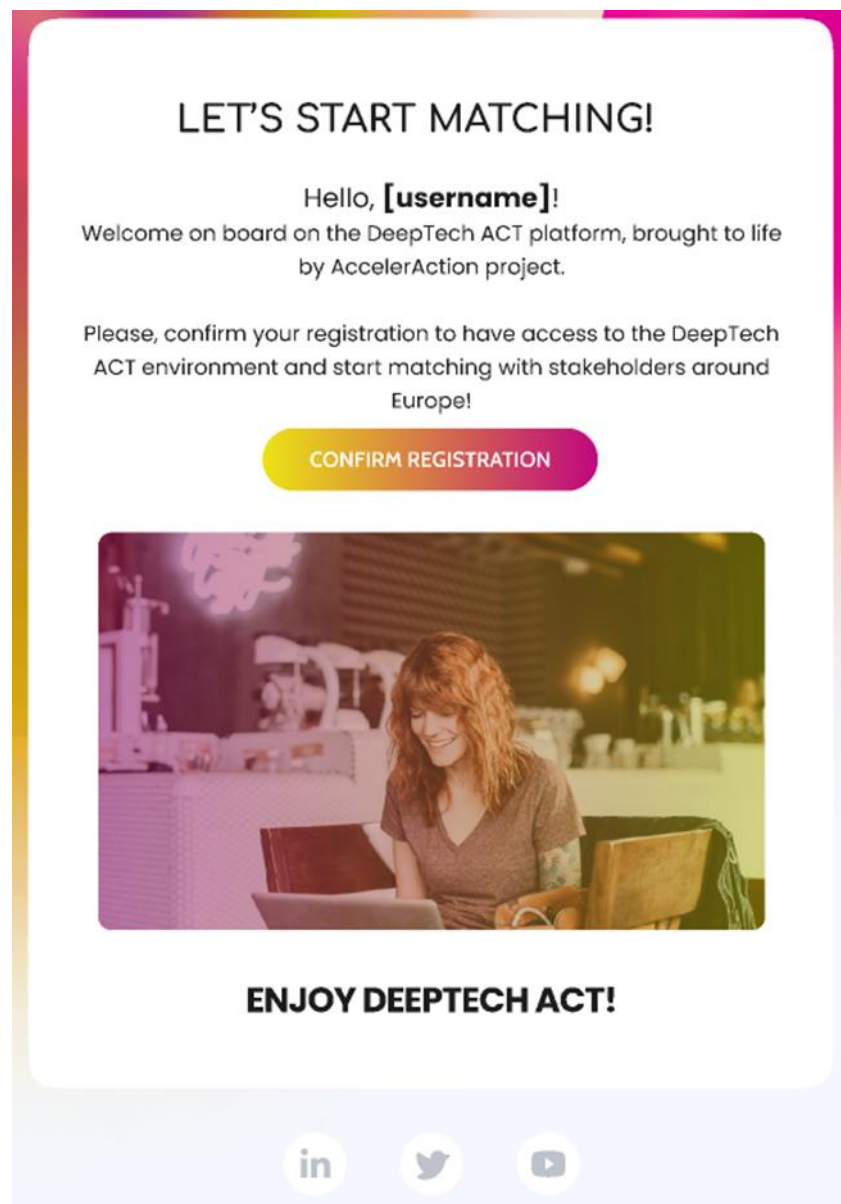 LET'S START MATCHING!
Hello, [username]!
Welcome on board on the DeepTech ACT platform, brought to life
by AccelerAction project.
Please, confirm your registration to have access to the DeepTech
ACT environment and start matching with stakeholders around
Europe!
CONFIRM REGISTRATION
ENJOY DEEPTECH ACT!
in